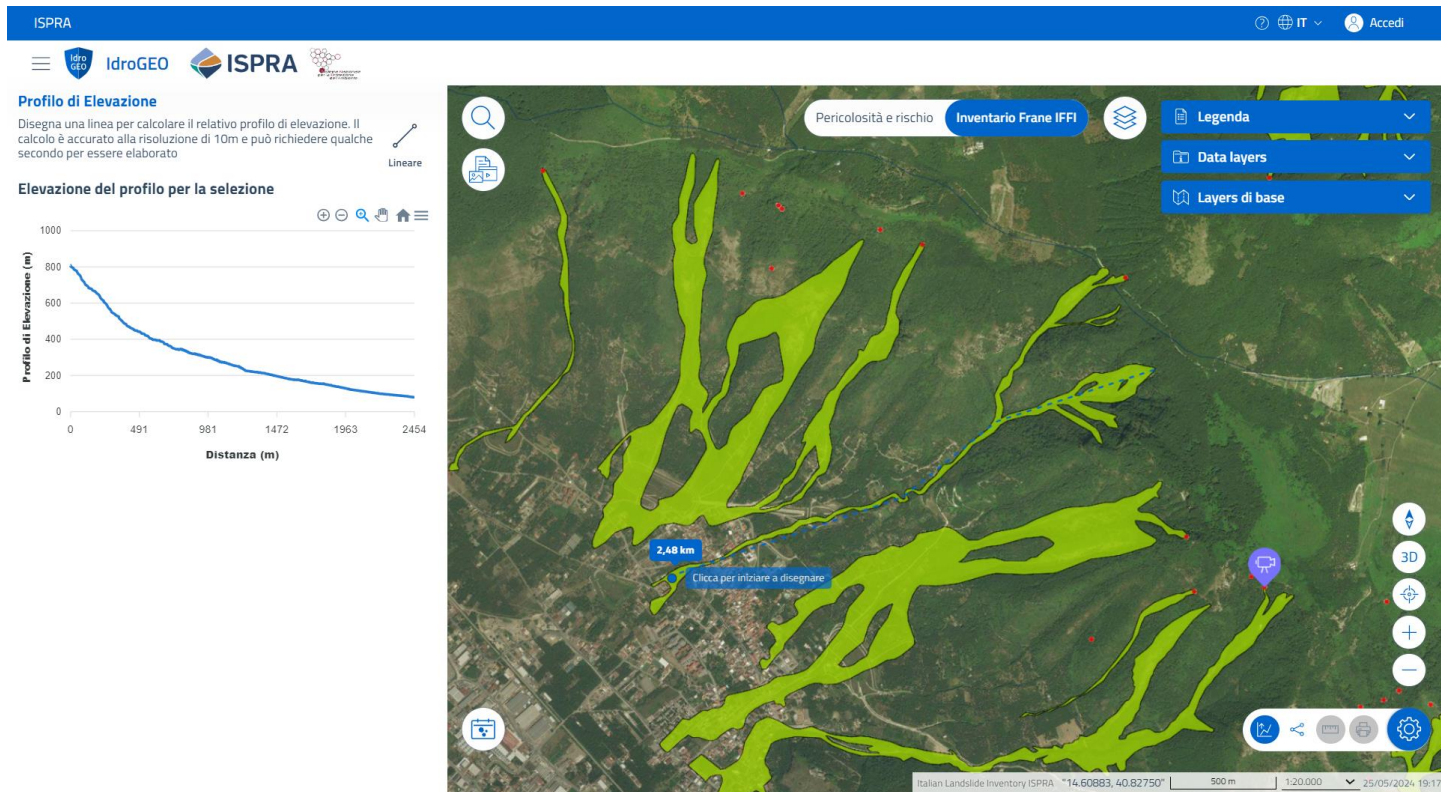 ISPRA
IT
Accedi
Idro GEO
IdroGEO
ISPRA
Profilo di Elevazione
Disegna una linea per calcolare il relativo profilo di elevazione. Il
calcolo è accurato alla risoluzione di 10m e può richiedere qualche
secondo per essere elaborato
Lineare
Elevazione del profilo per la selezione
1000
800
600
400
200
0
Profilo di Elevazione (m)
0 491 981 1472 1963 2454
Distanza (m)
Pericolosità e rischio
Inventario Frane IFFI
Legenda
Data layers
Layers di base
2,48 km
Clicca per iniziare a disegnare
3D
Italian Landslide Inventory ISPRA "14.60883, 40.82750" 500 m 1:20.000 25/05/2024 19:17